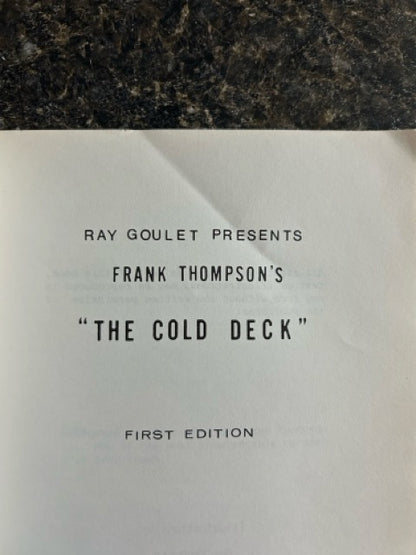 RAY GOULET PRESENTS
FRANK THOMPSON'S
"THE COLD DECK"
FIRST EDITION